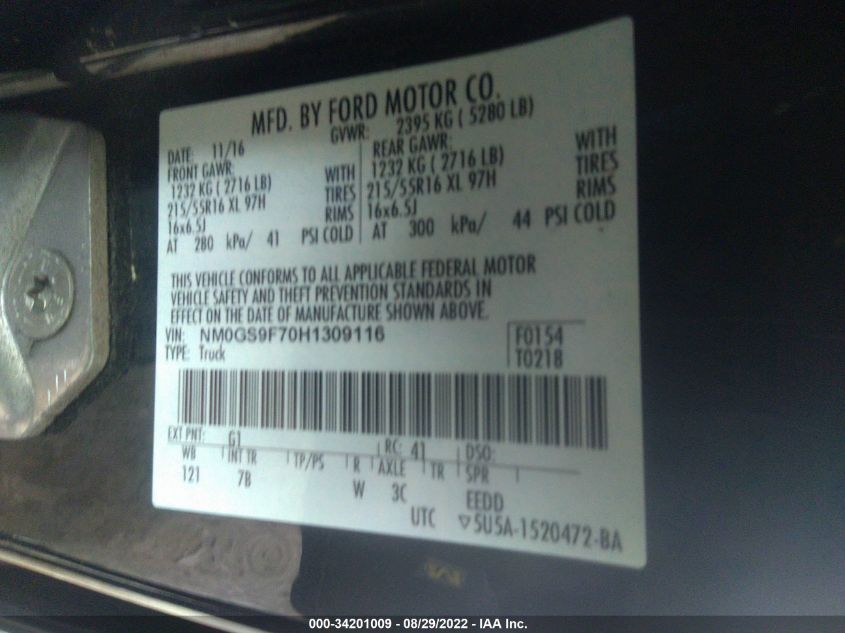 MFD. BY FORD MOTOR CO.
DATE: 11/16 GVWR: 2395 KG ( 5280 LB)
FRONT GAWR: REAR GAWR:
1232 KG ( 2716 LB) WITH 1232 KG ( 2716 LB) WITH
215/55R16 XL 97H TIRES 215/55R16 XL 97H TIRES
16x6.5J RIMS 16x6.5J RIMS
AT 280 kPa/ 41 PSI COLD AT 300 kPa/ 44 PSI COLD
THIS VEHICLE CONFORMS TO ALL APPLICABLE FEDERAL MOTOR
VEHICLE SAFETY AND THEFT PREVENTION STANDARDS IN
EFFECT ON THE DATE OF MANUFACTURE SHOWN ABOVE.
VIN: NM0GS9F70H1309116 F0154
TYPE: Truck T0218
EXT PNT: G1 RC: 41 DSO:
WB INT TR TP/PS R AXLE TR SPR
121 7B W 3C EEDD
UTC ▽5U5A-1520472-BA
000-34201009 - 08/29/2022 - IAA Inc.